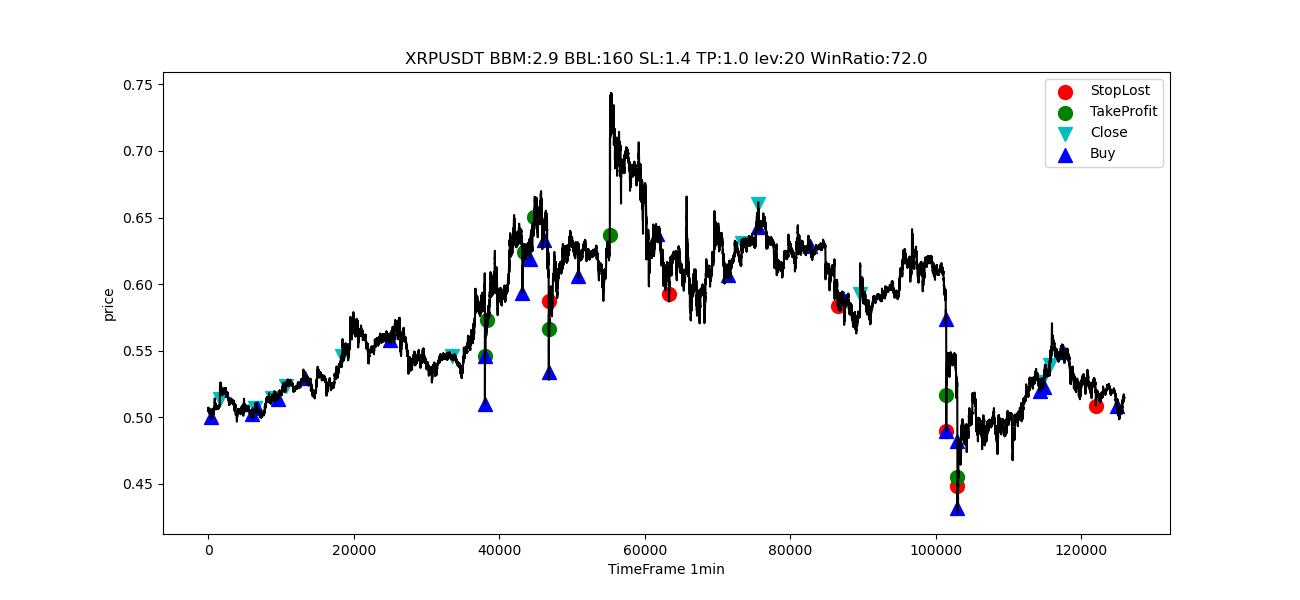 XRPUSDT BBM:2.9 BBL:160 SL:1.4 TP:1.0 lev:20 WinRatio:72.0
StopLost
TakeProfit
Close
Buy
price
0.75
0.70
0.65
0.60
0.55
0.50
0.45
0 20000 40000 60000 80000 100000 120000
TimeFrame 1min